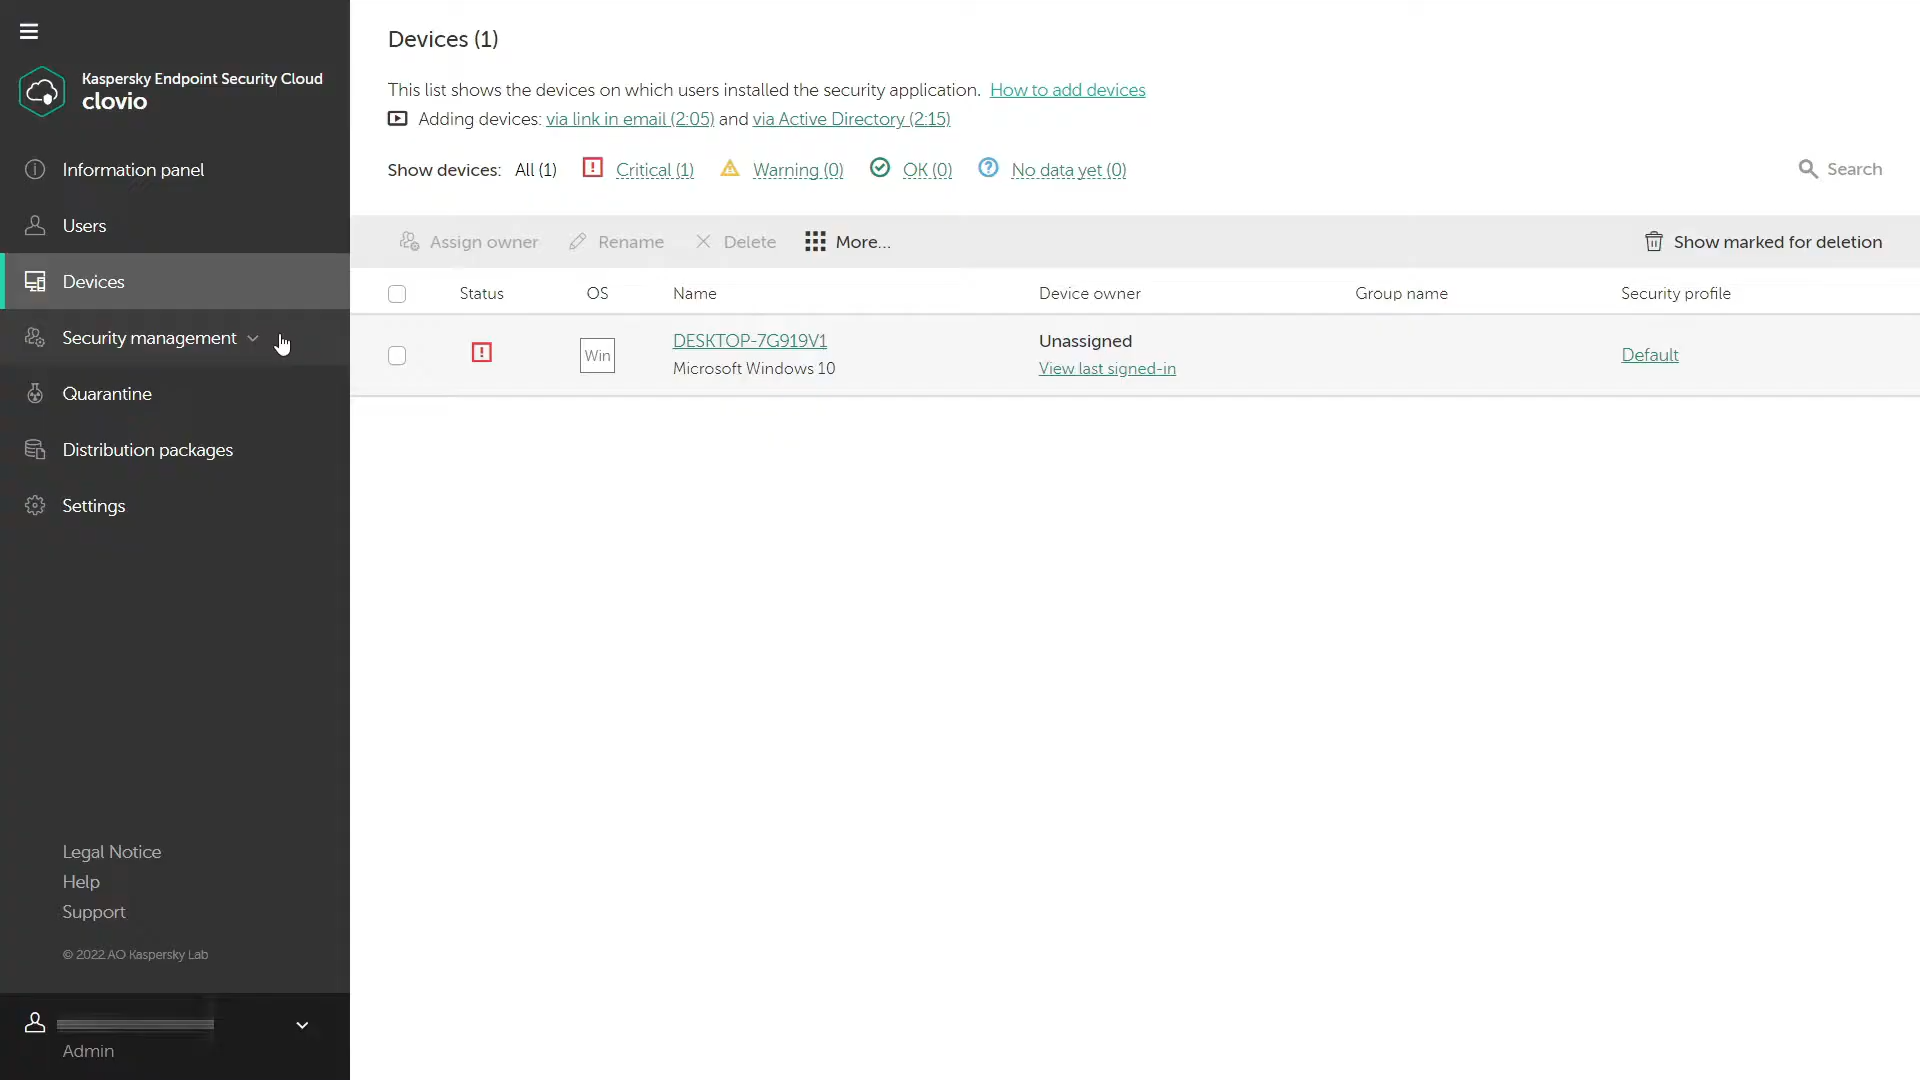 Kaspersky Endpoint Security Cloud
clovio
Information panel
Users
Devices
Security management
Quarantine
Distribution packages
Settings
Legal Notice
Help
Support
© 2022 AO Kaspersky Lab
Admin
Devices (1)
This list shows the devices on which users installed the security application. How to add devices
Adding devices: via link in email (2:05) and via Active Directory (2:15)
Show devices: All (1) Critical (1) Warning (0) OK (0) No data yet (0) Search
Assign owner Rename Delete More... Show marked for deletion
Status OS Name Device owner Group name Security profile
Win DESKTOP-7G919V1 Unassigned Default
Microsoft Windows 10 View last signed-in